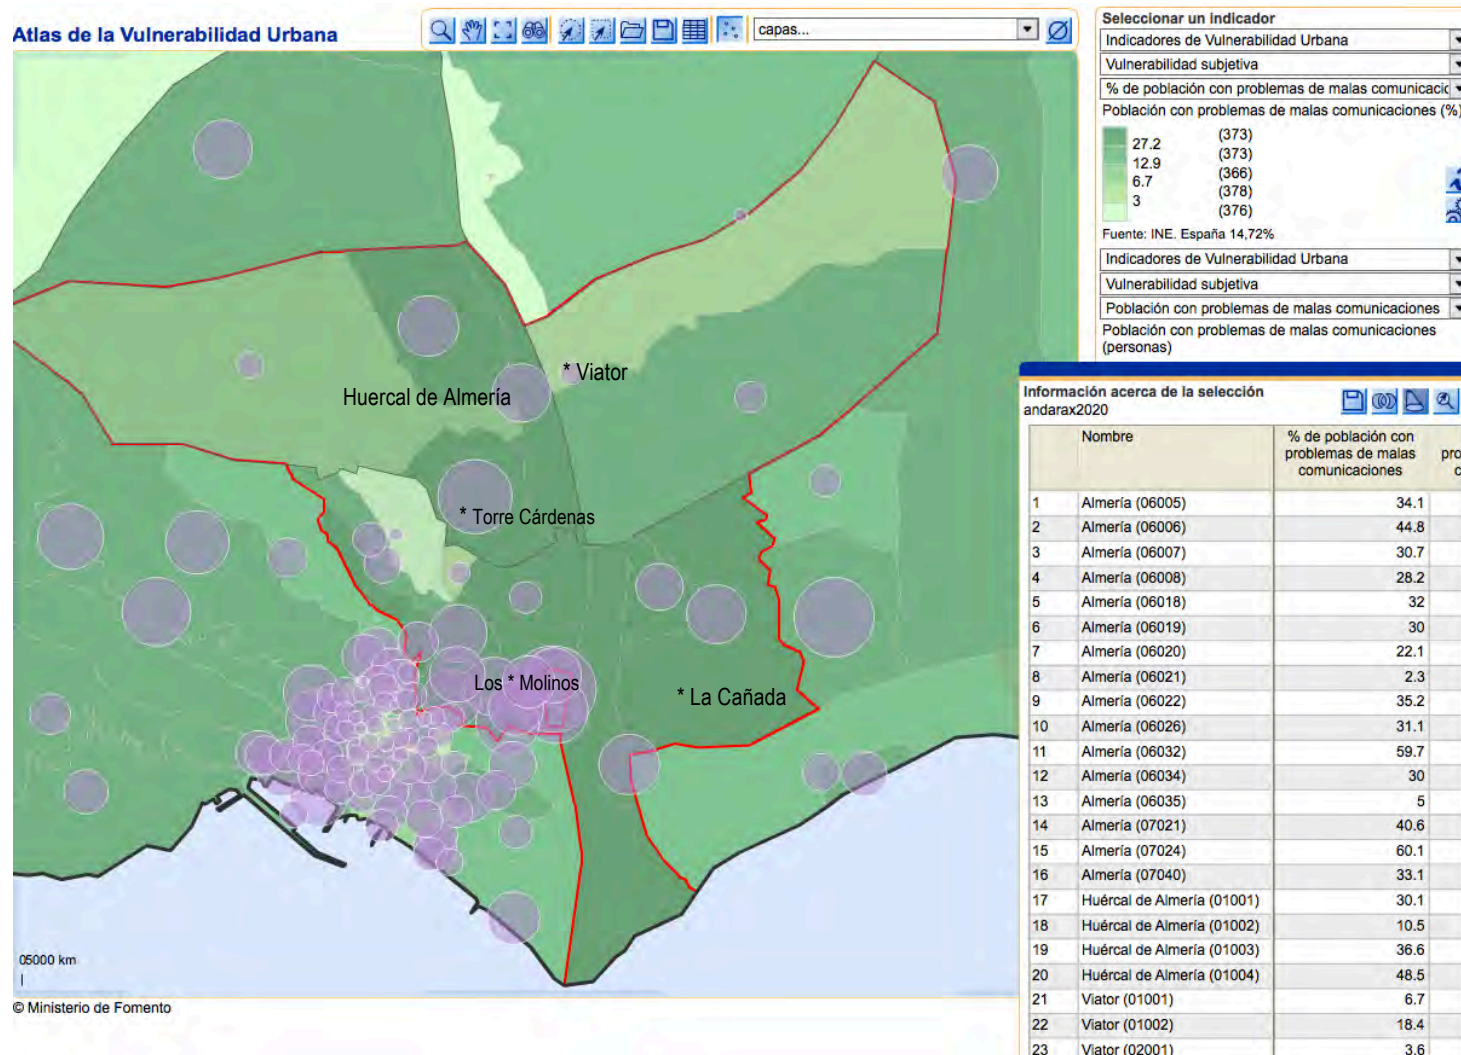 Atlas de la Vulnerabilidad Urbana
capas...
Seleccionar un indicador
Indicadores de Vulnerabilidad Urbana
Vulnerabilidad subjetiva
% de población con problemas de malas comunicacio
Población con problemas de malas comunicaciones (%)
(373)
27.2
(373)
12.9
(366)
6.7
(378)
3
(376)
Fuente: INE. España 14,72%
Indicadores de Vulnerabilidad Urbana
Vulnerabilidad subjetiva
Población con problemas de malas comunicaciones
Población con problemas de malas comunicaciones
(personas)
* Viator
Huercal de Almería
* Torre Cárdenas
Los * Molinos
* La Cañada
05000 km
© Ministerio de Fomento
Información acerca de la selección
andarax2020
Nombre
% de población con
problemas de malas
comunicaciones
pro
c
1 Almería (06005) 34.1
2 Almería (06006) 44.8
3 Almería (06007) 30.7
4 Almería (06008) 28.2
5 Almería (06018) 32
6 Almería (06019) 30
7 Almería (06020) 22.1
8 Almería (06021) 2.3
9 Almería (06022) 35.2
10 Almería (06026) 31.1
11 Almería (06032) 59.7
12 Almería (06034) 30
13 Almería (06035) 5
14 Almería (07021) 40.6
15 Almería (07024) 60.1
16 Almería (07040) 33.1
17 Huércal de Almería (01001) 30.1
18 Huércal de Almería (01002) 10.5
19 Huércal de Almería (01003) 36.6
20 Huércal de Almería (01004) 48.5
21 Viator (01001) 6.7
22 Viator (01002) 18.4
23 Viator (02001) 3.6